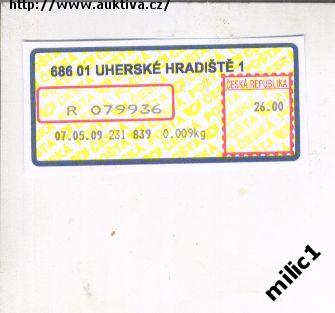 http://www.auktiva.cz/
686 01 UHERSKÉ HRADIŠTĚ 1
ČESKÁ REPUBLIKA
R 079936
26.00
07.05.09 231 839 0.009kg
milic1